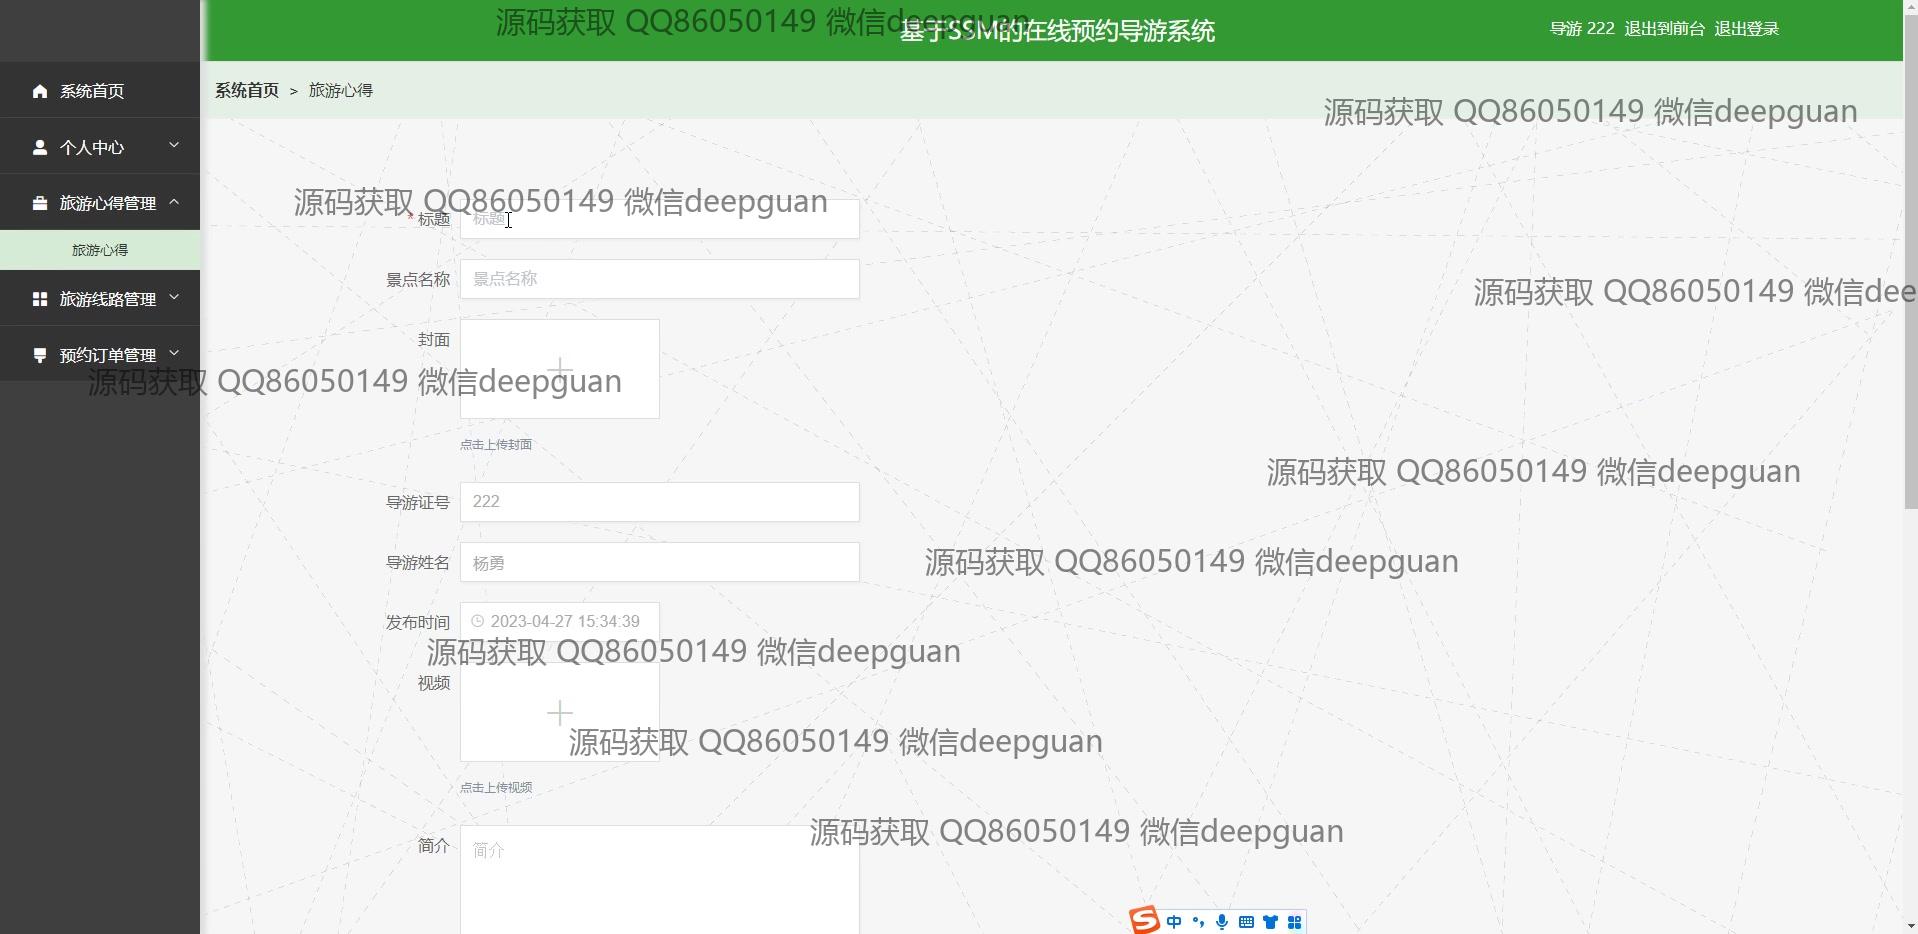 源码获取 QQ86050149 微信deepguan
基于SSM的在线预约导游系统
导游 222 退出到前台 退出登录
系统首页
系统首页 > 旅游心得
源码获取 QQ86050149 微信deepguan
个人中心
旅游心得管理
源码获取 QQ86050149 微信deepguan
* 标题 标题
旅游心得
景点名称 景点名称
源码获取 QQ86050149 微信dee
旅游线路管理
封面
预约订单管理
源码获取 QQ86050149 微信deepguan
点击上传封面
源码获取 QQ86050149 微信deepguan
导游证号 222
导游姓名 杨勇
源码获取 QQ86050149 微信deepguan
发布时间 2023-04-27 15:34:39
源码获取 QQ86050149 微信deepguan
视频
源码获取 QQ86050149 微信deepguan
点击上传视频
源码获取 QQ86050149 微信deepguan
简介 简介
S 中